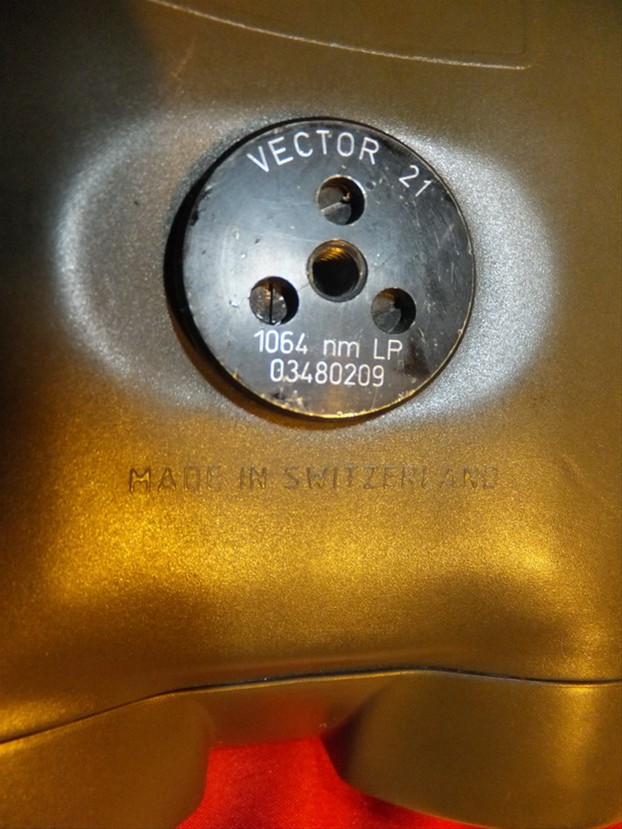 VECTOR 21
1064 nm LP
03480209
MADE IN SWITZERLAND